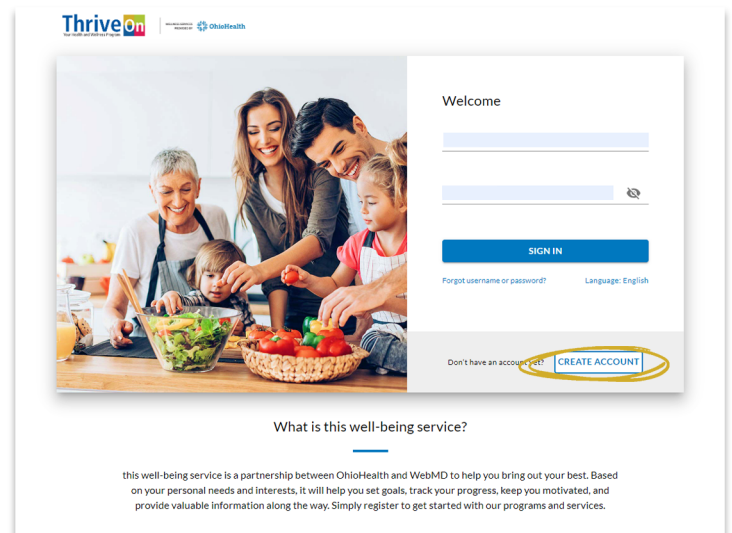 ThriveOn
Your Health and Wellness Program
OhioHealth
Welcome
SIGN IN
Forgot username or password?
Language: English
Don't have an account yet?
CREATE ACCOUNT
What is this well-being service?
this well-being service is a partnership between OhioHealth and WebMD to help you bring out your best. Based
on your personal needs and interests, it will help you set goals, track your progress, keep you motivated, and
provide valuable information along the way. Simply register to get started with our programs and services.